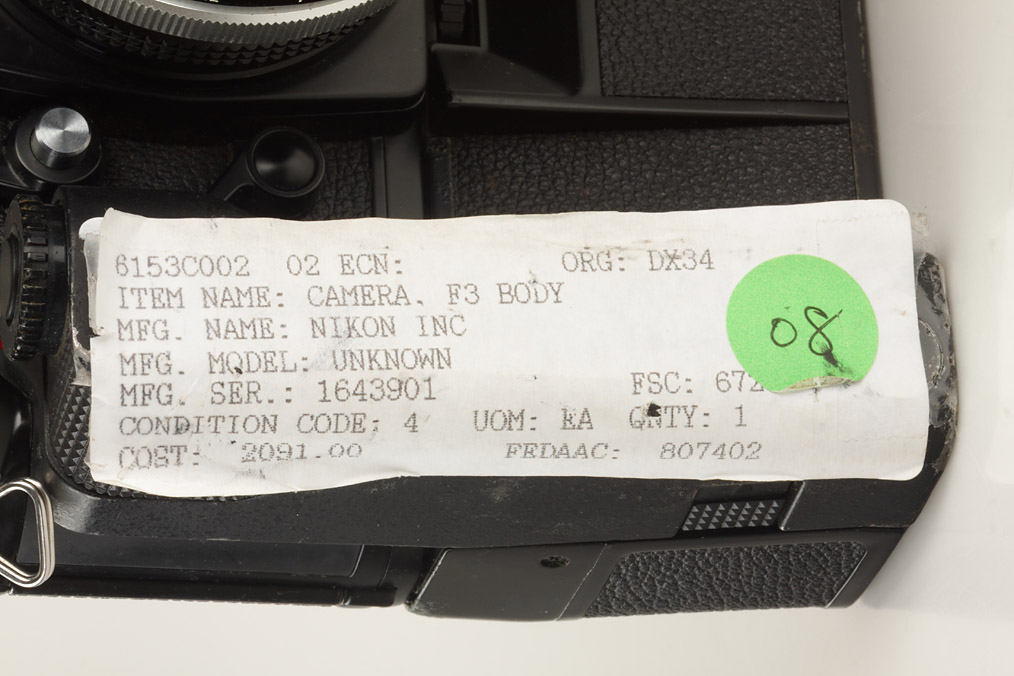 6153C002 02 ECN: ORG: DX34
ITEM NAME: CAMERA, F3 BODY
MFG. NAME: NIKON INC
08
MFG. MODEL: UNKNOWN
MFG. SER.: 1643901 FSC: 672
CONDITION CODE: 4 UOM: EA QNTY: 1
COST: 2091.00 FEDAAC: 807402